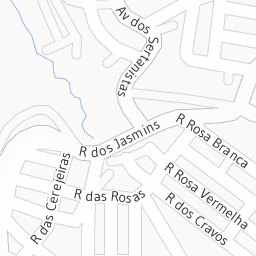 Av dos Sertanistas
R Rosa Branca
R dos Jasmins
R das Cerejeiras
R das Rosas
R Rosa Vermelha
R dos Cravos